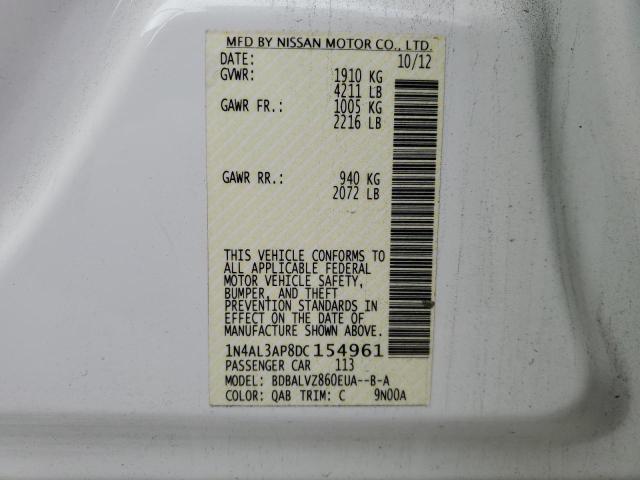 MFD BY NISSAN MOTOR CO., LTD.
DATE: 10/12
GVWR: 1910 KG
4211 LB
GAWR FR.: 1005 KG
2216 LB
GAWR RR.: 940 KG
2072 LB
THIS VEHICLE CONFORMS TO
ALL APPLICABLE FEDERAL
MOTOR VEHICLE SAFETY,
BUMPER, AND THEFT
PREVENTION STANDARDS IN
EFFECT ON THE DATE OF
MANUFACTURE SHOWN ABOVE.
1N4AL3AP8DC154961
PASSENGER CAR 113
MODEL: BDBALVZ860EUA--B-A
COLOR: QAB TRIM: C 9N00A